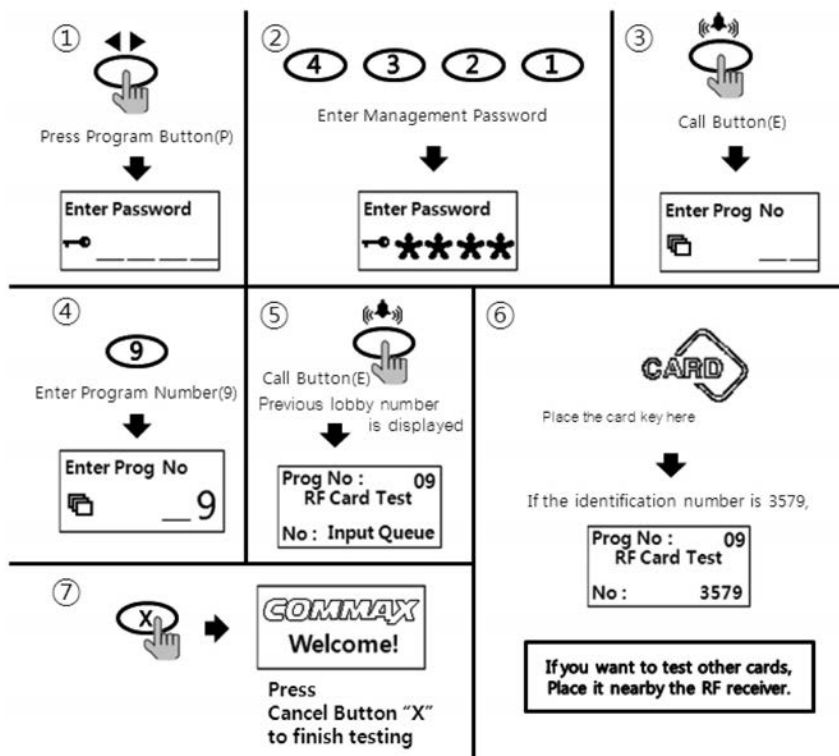 ①
Press Program Button(P)
Enter Password
②
4 3 2 1
Enter Management Password
Enter Password
③
Call Button(E)
Enter Prog No
④
9
Enter Program Number(9)
Enter Prog No
_9
⑤
Call Button(E)
Previous lobby number
is displayed
Prog No : 09
RF Card Test
No : Input Queue
⑥
CARD
Place the card key here
If the identification number is 3579,
Prog No : 09
RF Card Test
No : 3579
If you want to test other cards,
Place it nearby the RF receiver.
⑦
X
COMMAX
Welcome!
Press
Cancel Button “X”
to finish testing